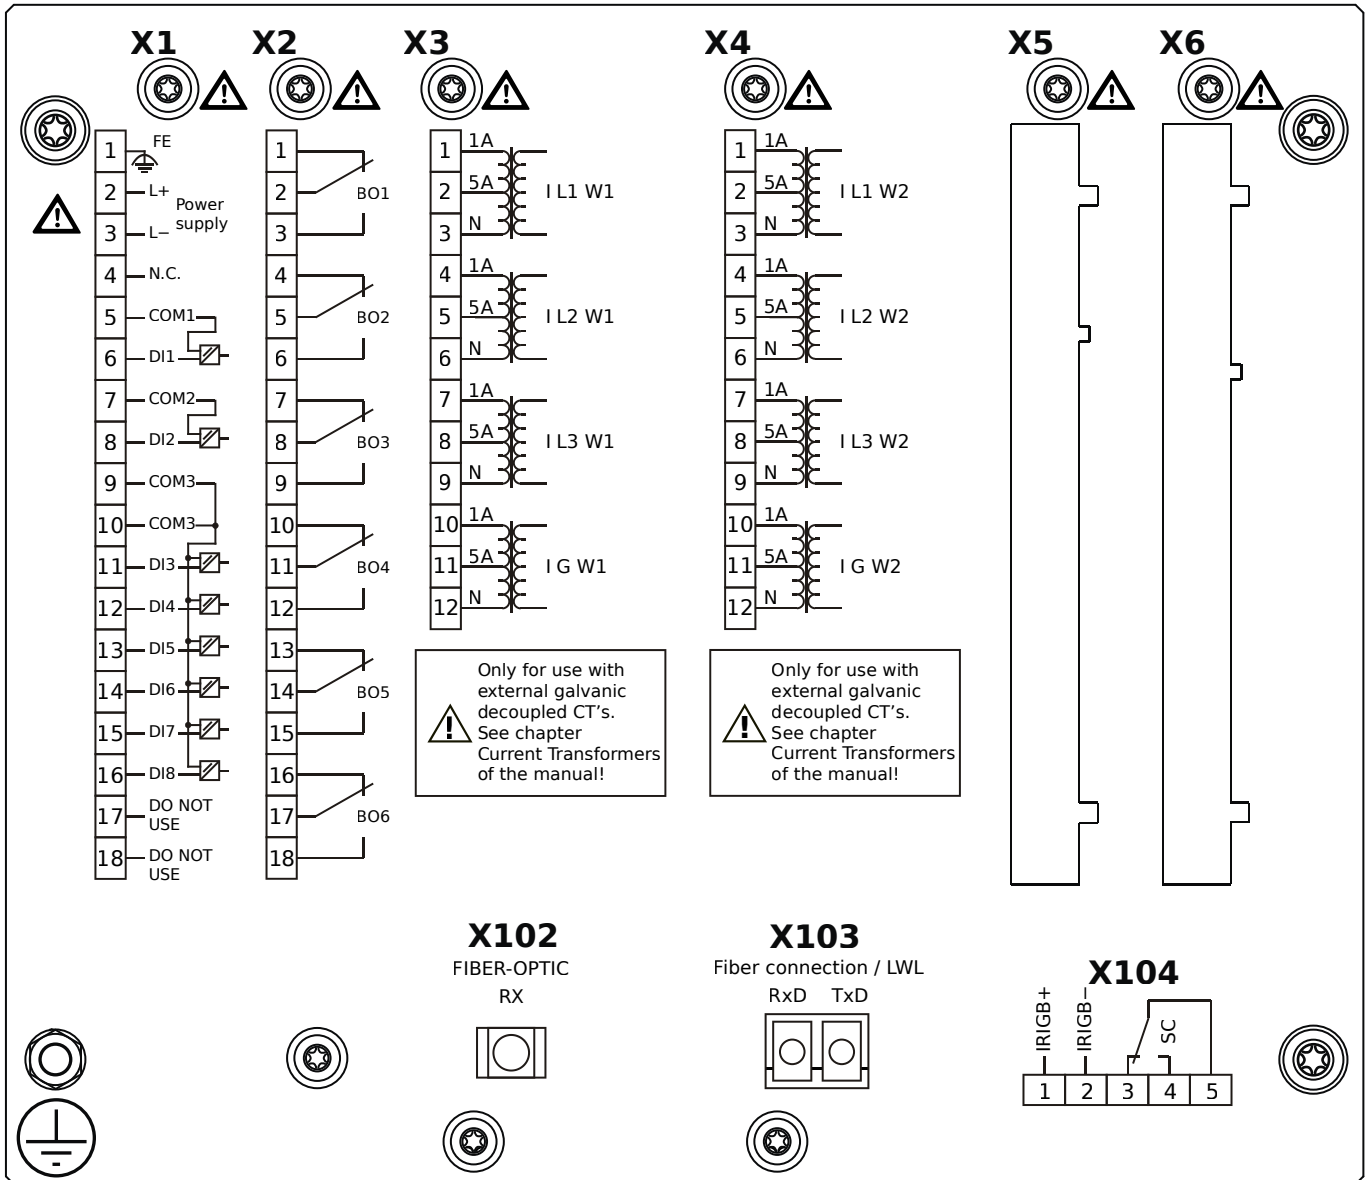 X1
X2
X3
X4
X5
X6
1
FE
2
L+
Power
supply
3
L−
4
N.C.
5
COM1
6
DI1
7
COM2
8
DI2
9
COM3
10
COM3
11
DI3
12
DI4
13
DI5
14
DI6
15
DI7
16
DI8
17
DO NOT
USE
18
DO NOT
USE
1
2
BO1
3
4
5
BO2
6
7
8
BO3
9
10
11
BO4
12
13
14
BO5
15
16
17
BO6
18
1
1A
2
5A
I L1 W1
3
N
4
1A
5
5A
I L2 W1
6
N
7
1A
8
5A
I L3 W1
9
N
10
1A
11
5A
I G W1
12
N
Only for use with
external galvanic
decoupled CT's.
See chapter
Current Transformers
of the manual!
1
1A
2
5A
I L1 W2
3
N
4
1A
5
5A
I L2 W2
6
N
7
1A
8
5A
I L3 W2
9
N
10
1A
11
5A
I G W2
12
N
Only for use with
external galvanic
decoupled CT's.
See chapter
Current Transformers
of the manual!
X102
FIBER-OPTIC
RX
X103
Fiber connection / LWL
RxD TxD
X104
IRIGB+
IRIGB−
SC
1 2 3 4 5